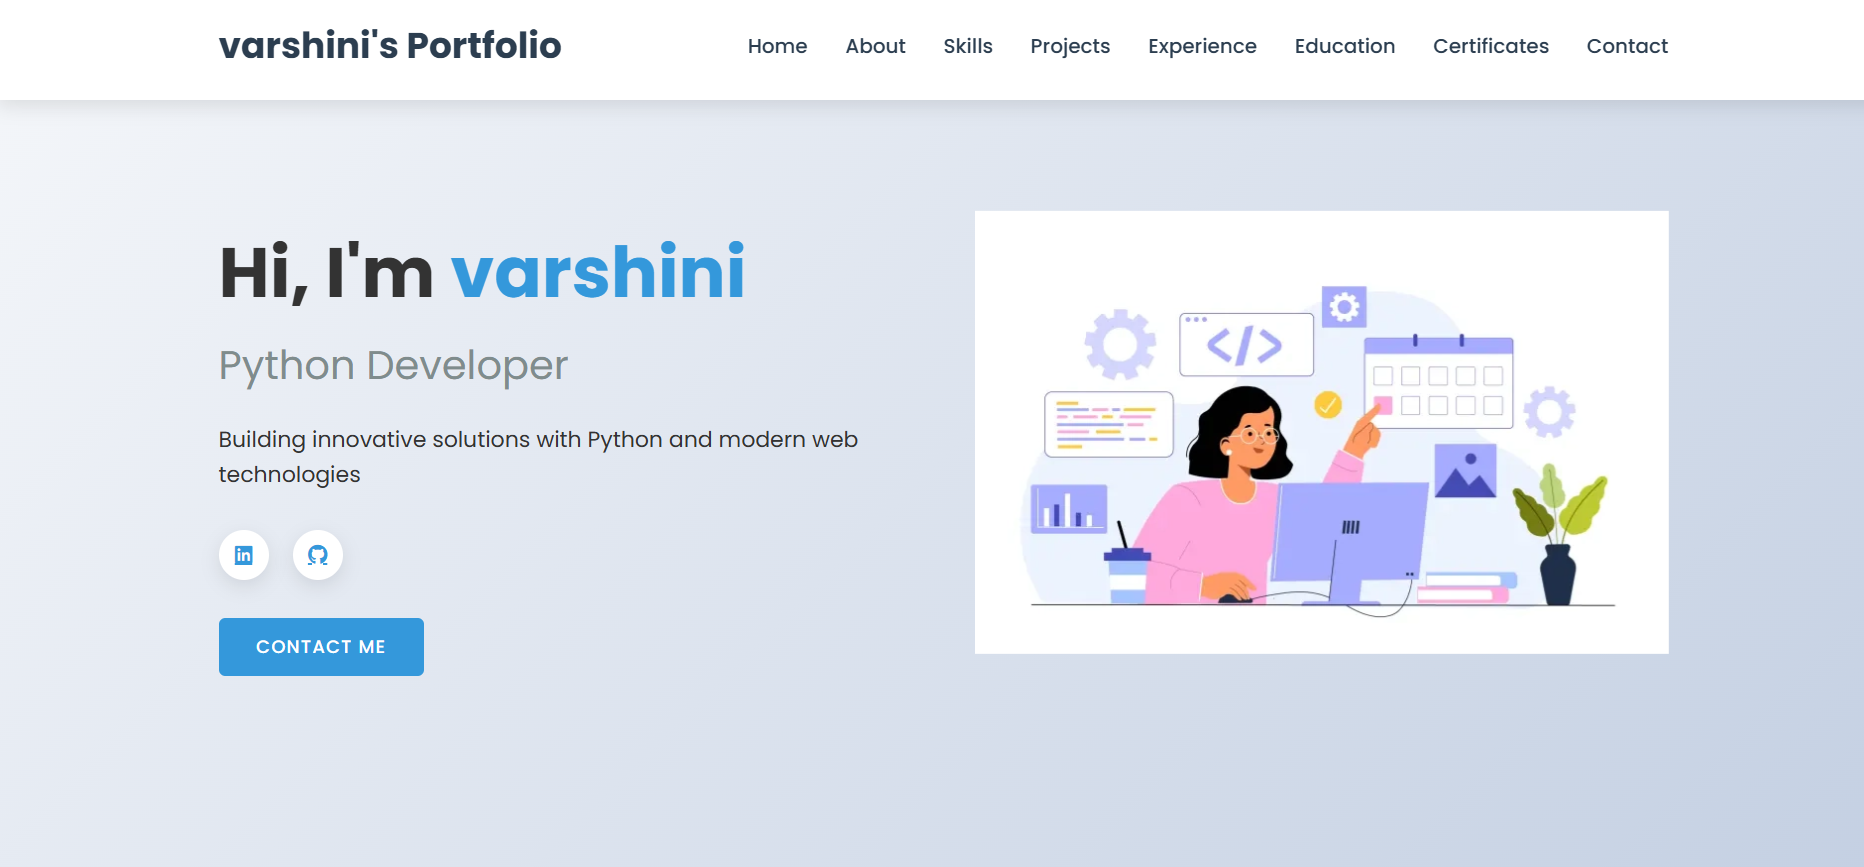 varshini's Portfolio
Home About Skills Projects Experience Education Certificates Contact
Hi, I'm varshini
Python Developer
Building innovative solutions with Python and modern web
technologies
in
CONTACT ME
</>